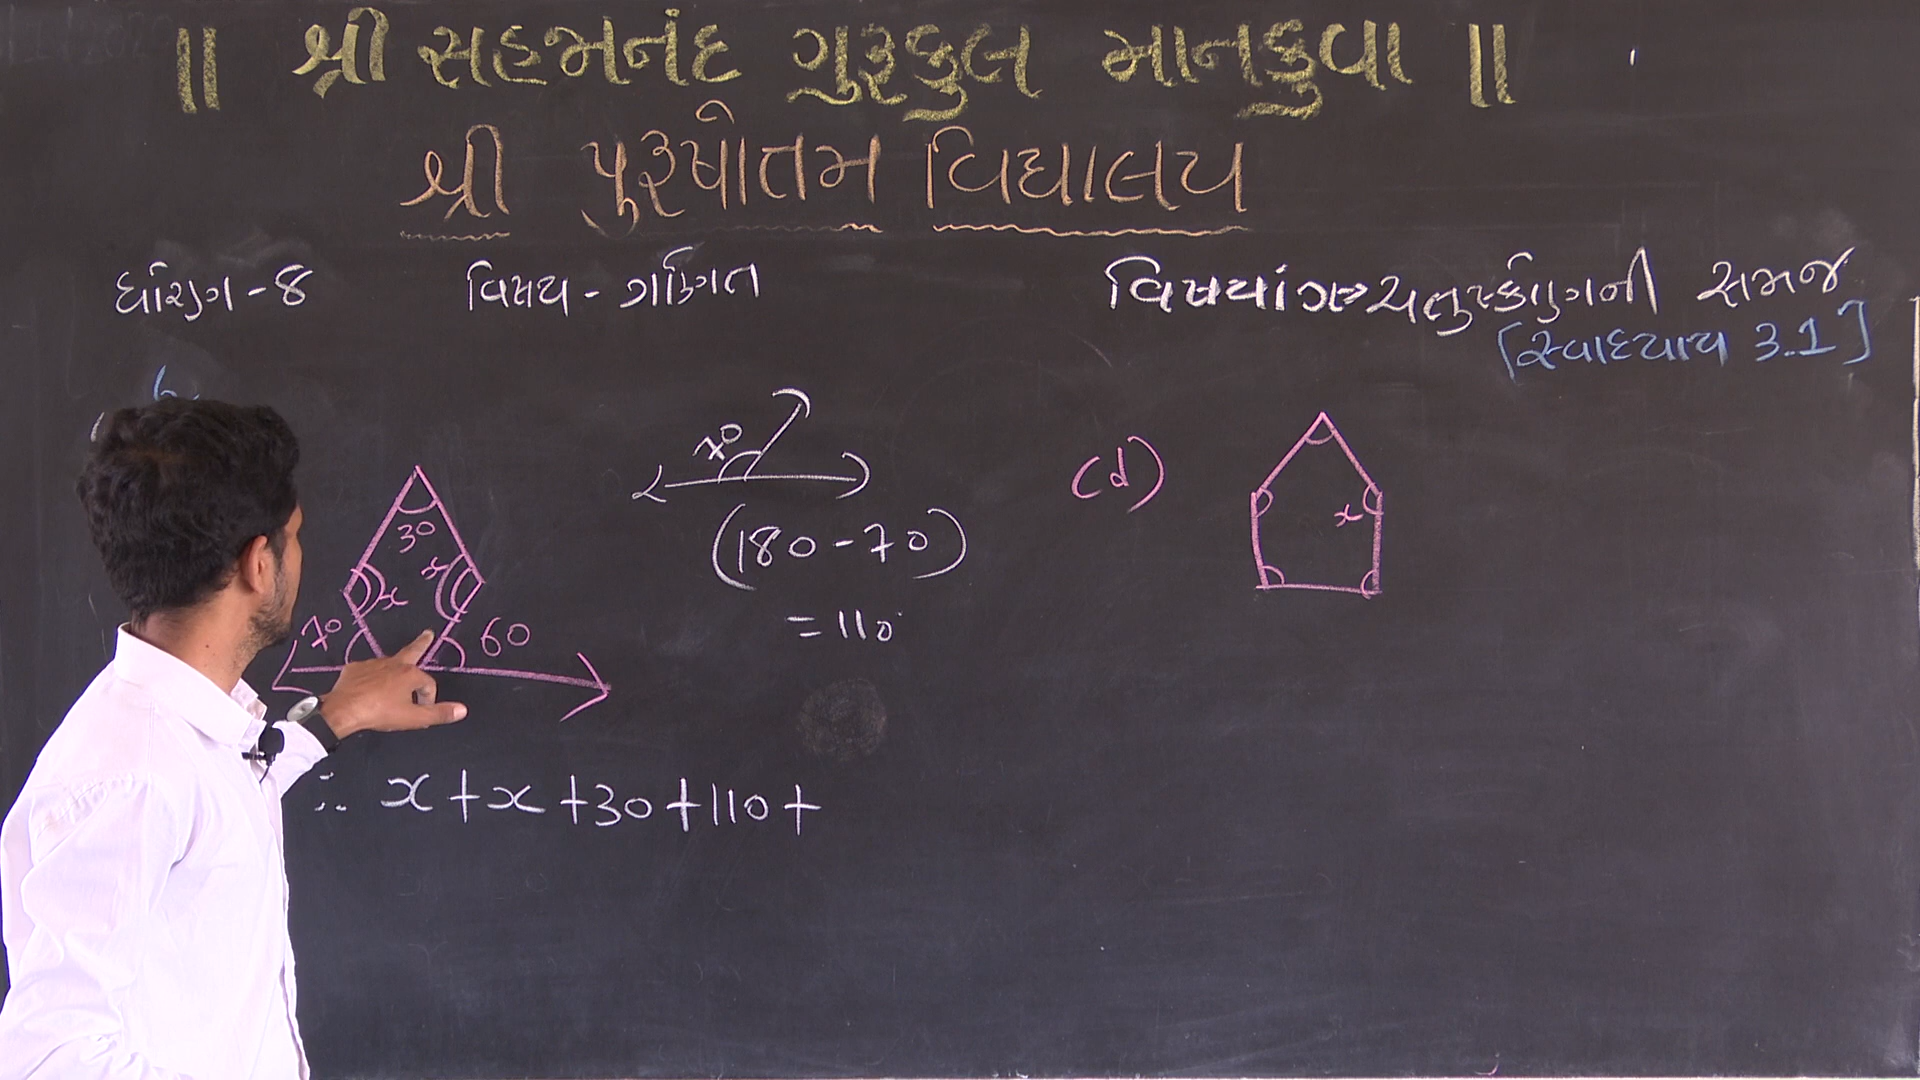 ॥ શ્રી સહજાનંદ ગુરુકુલ માનકુવા ॥
શ્રી પુરૂષોતમ વિદ્યાલય
ધોરણ - 8 વિષય - ગણિત વિષયાંગ ચતુષ્કોણની સમજ
[સ્વાધ્યાય 3.1]
6.
70
(d)
30
(180 - 70)
x
x
x
= 110
70
60
∴ x + x + 30 + 110 +